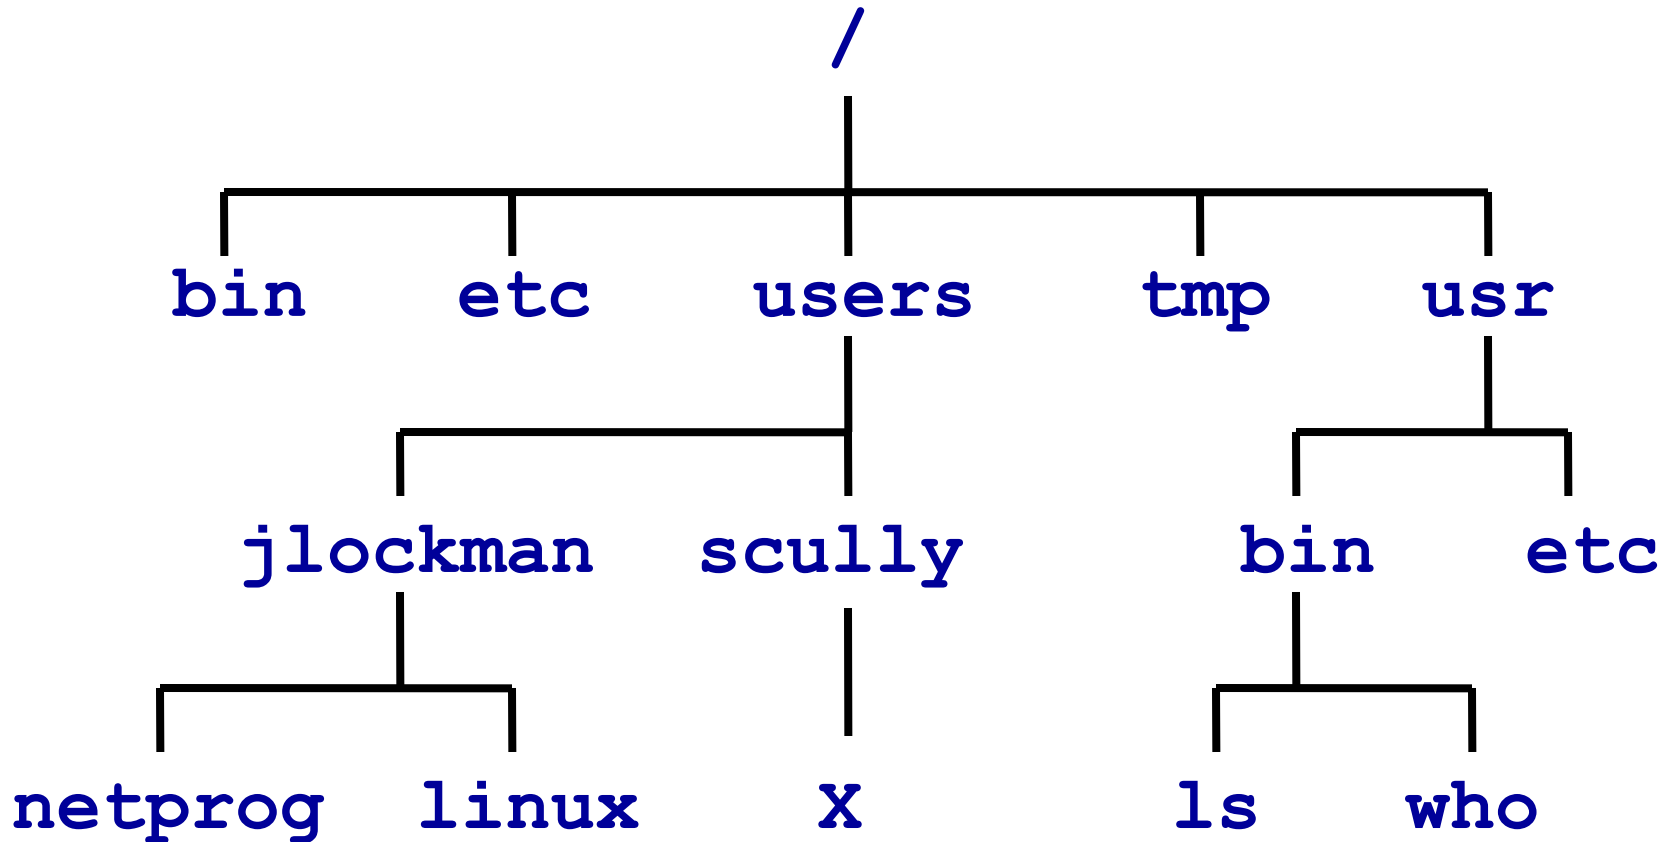 /
bin etc users tmp usr
jlockman scully bin etc
netprog linux X ls who